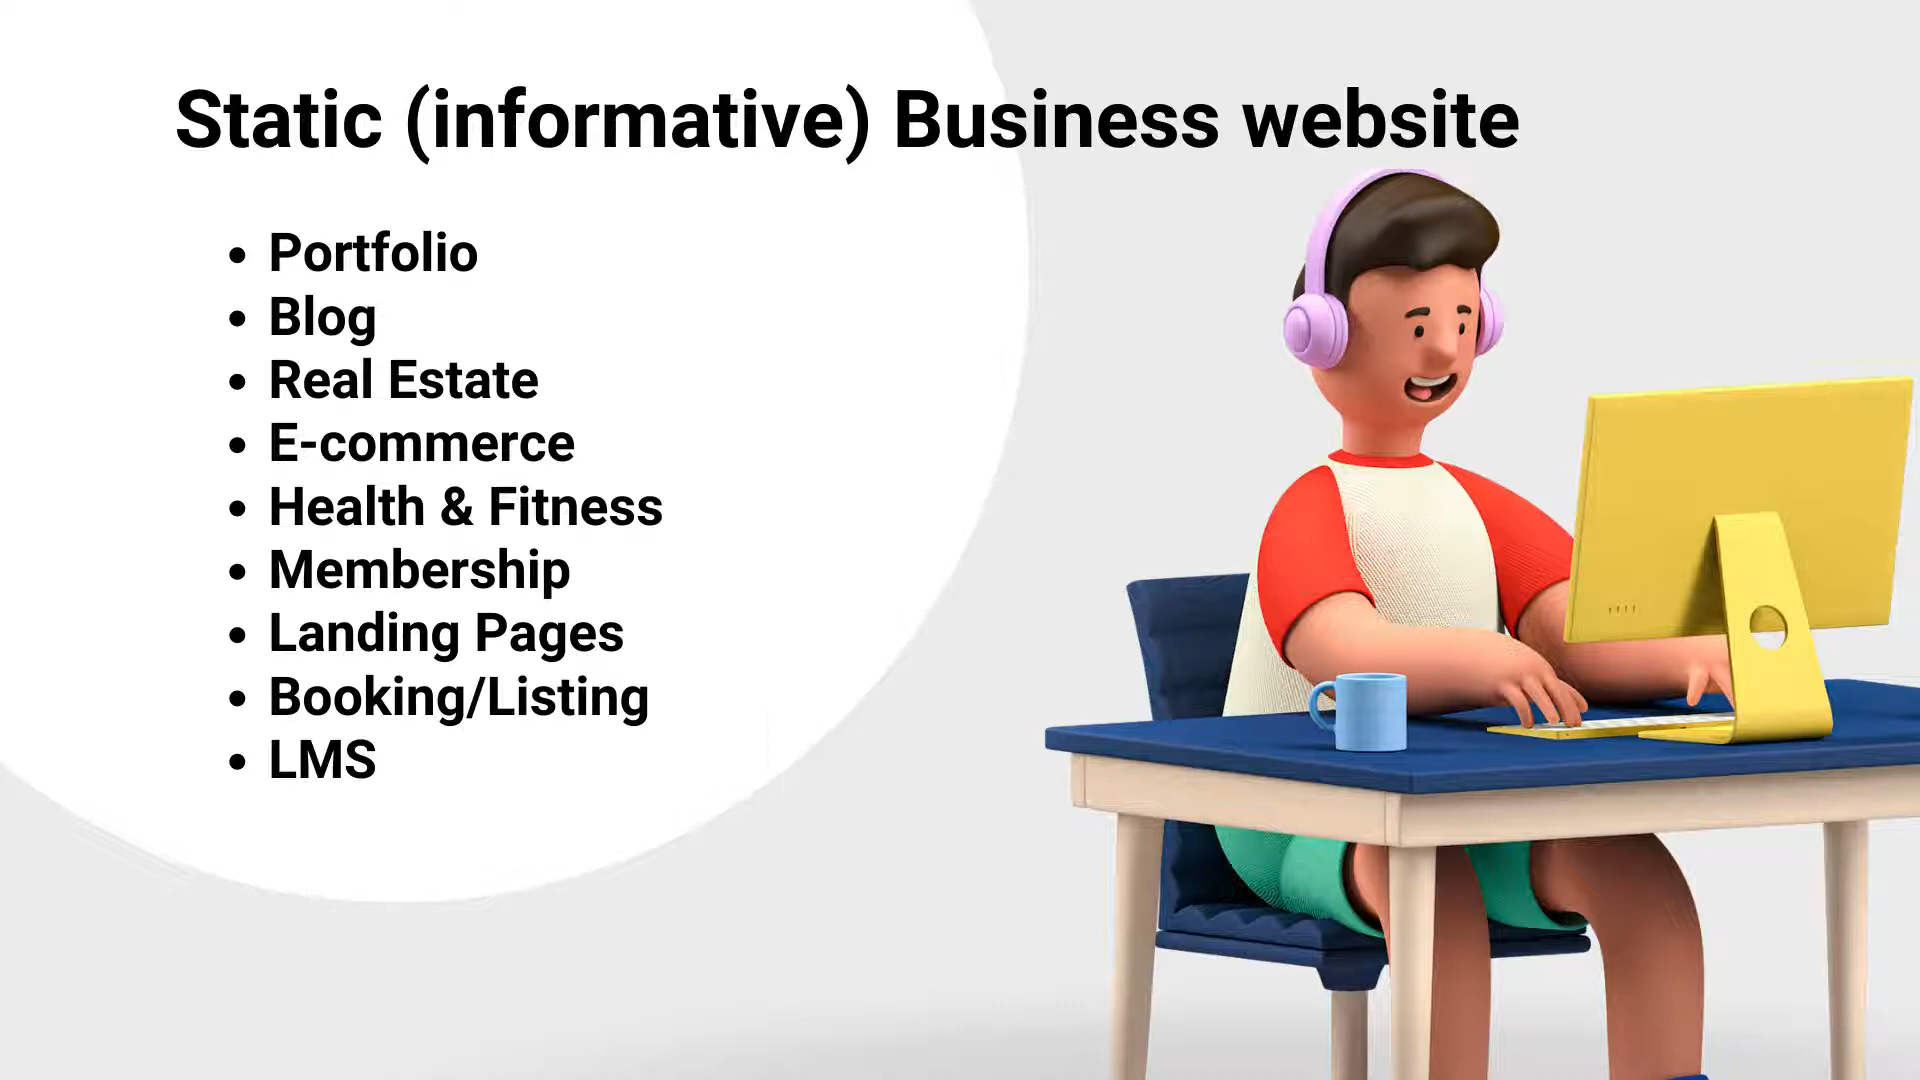 Static (informative) Business website
• Portfolio
• Blog
• Real Estate
• E-commerce
• Health & Fitness
• Membership
• Landing Pages
• Booking/Listing
• LMS